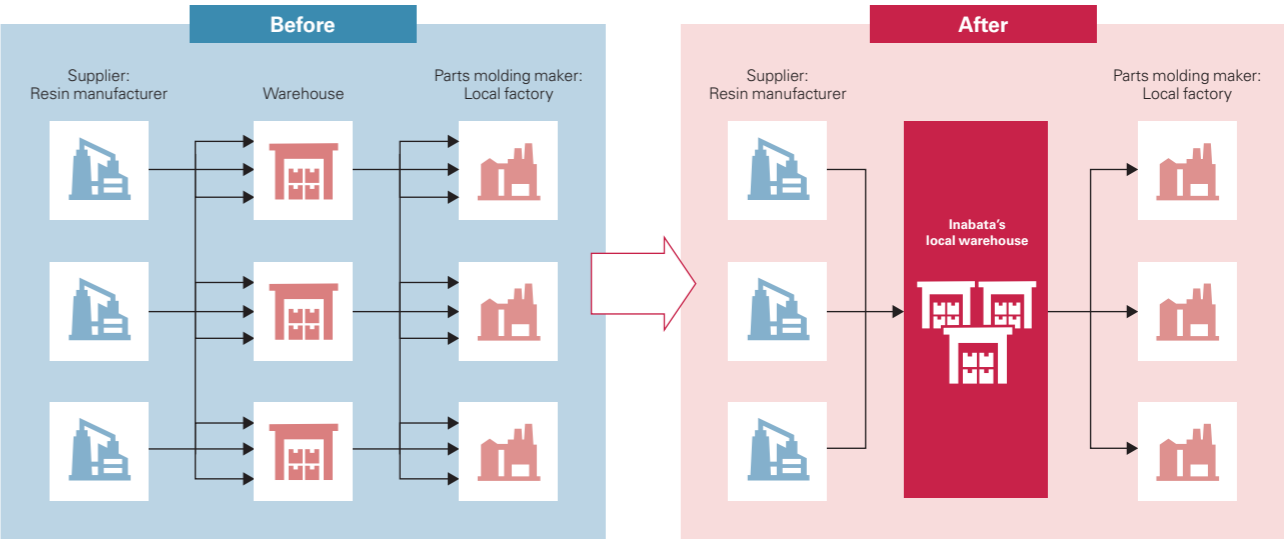 Before
Supplier:
Resin manufacturer
Warehouse
Parts molding maker:
Local factory
After
Supplier:
Resin manufacturer
Inabata's
local warehouse
Parts molding maker:
Local factory